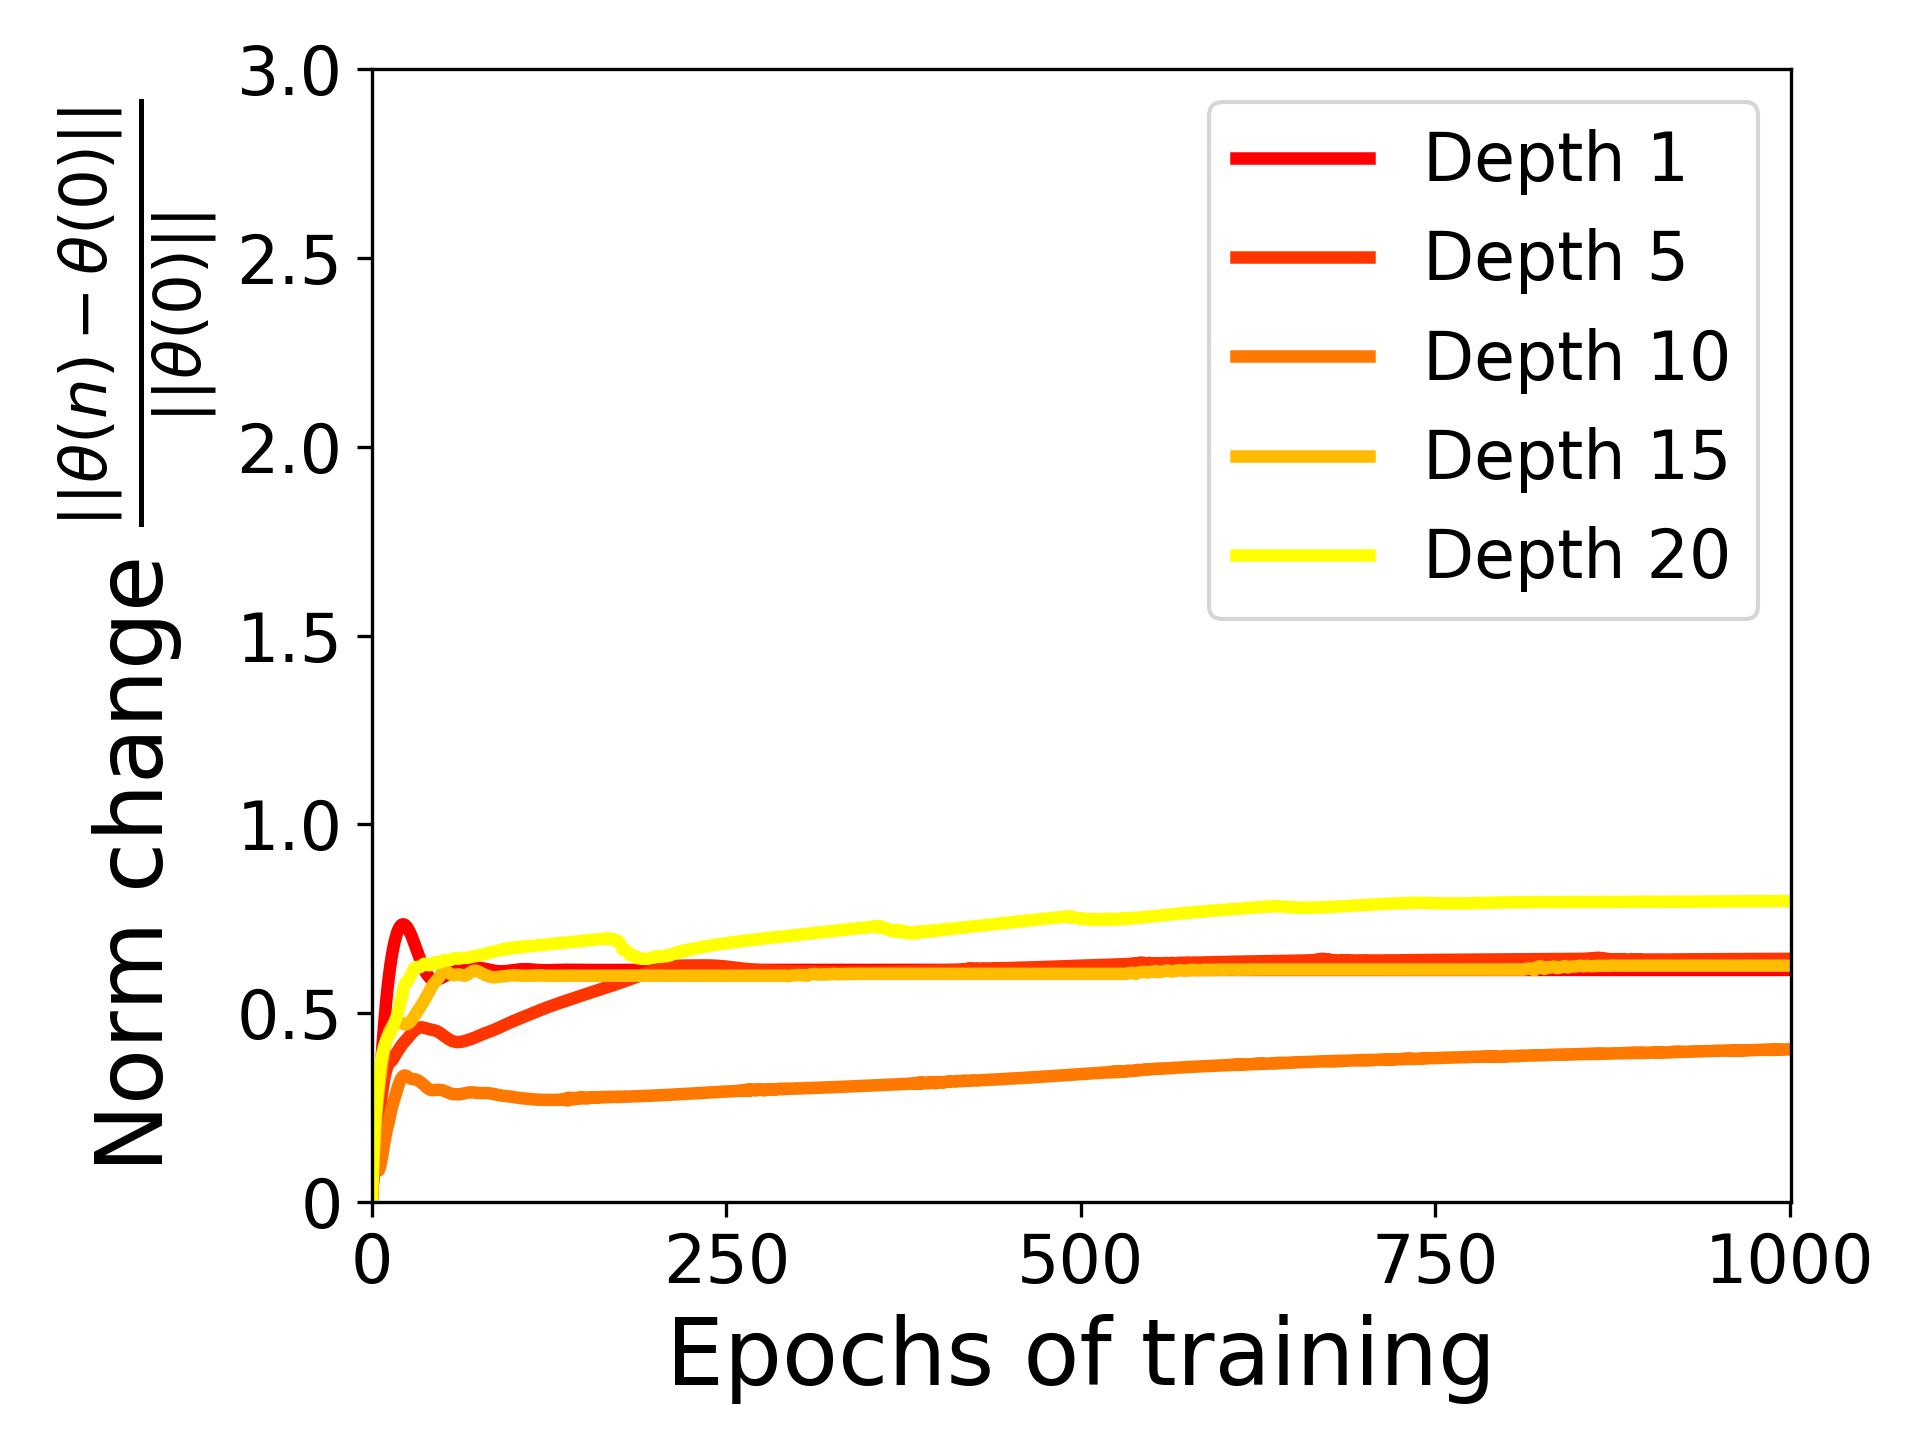 Norm change ||θ(n) − θ(0)|| / ||θ(0)||
3.0
2.5
2.0
1.5
1.0
0.5
0
0 250 500 750 1000
Epochs of training
Depth 1
Depth 5
Depth 10
Depth 15
Depth 20